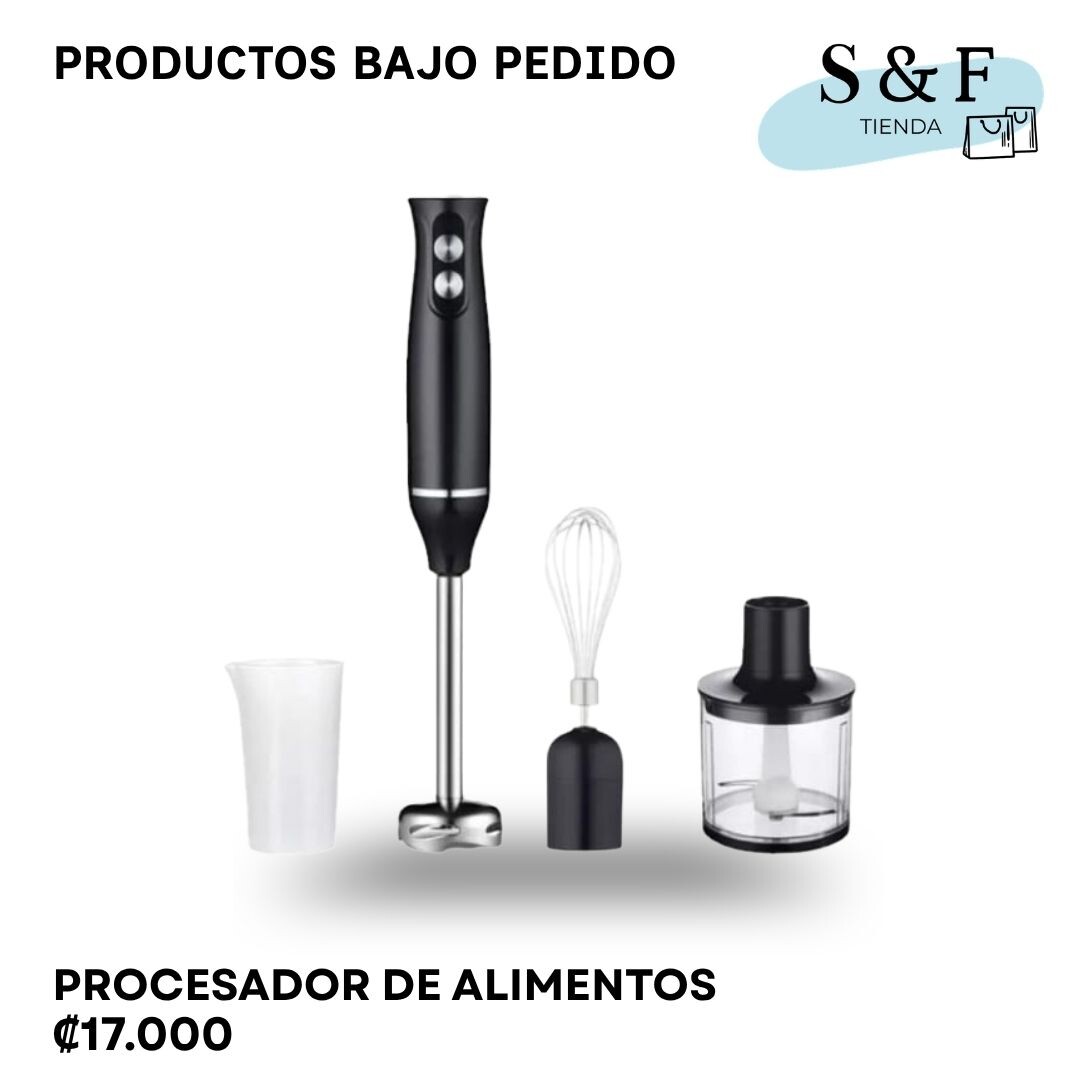 PRODUCTOS BAJO PEDIDO
S & F
TIENDA
PROCESADOR DE ALIMENTOS
₡17.000